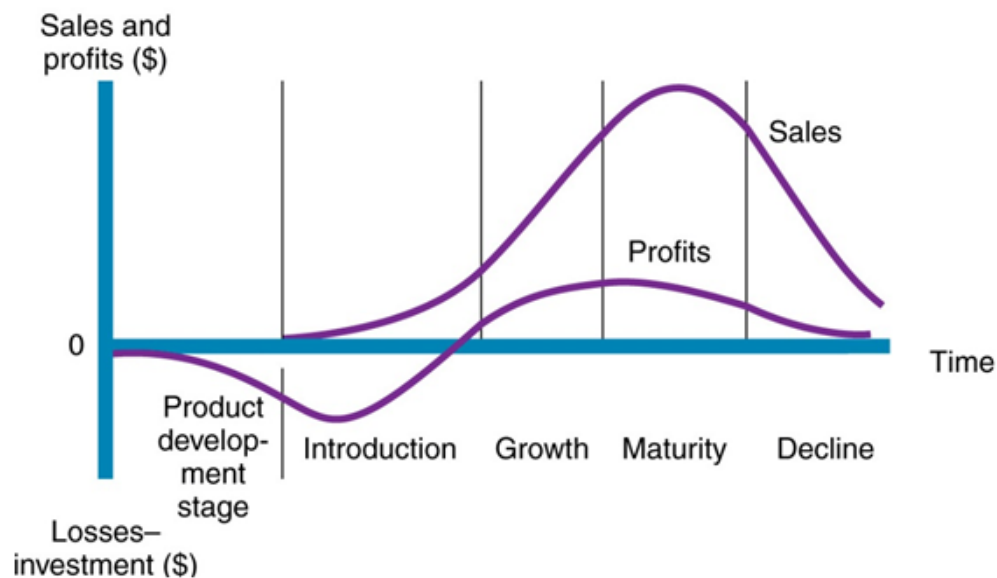 Sales and
profits ($)
Sales
Profits
0
Time
Product
develop-
ment
stage
Introduction
Growth
Maturity
Decline
Losses–
investment ($)